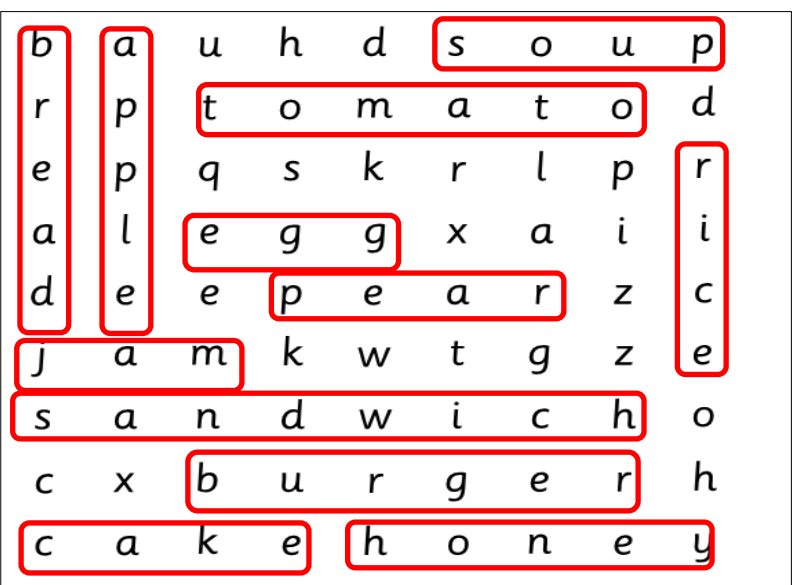 b a u h d s o u p
r p t o m a t o d
e p q s k r l p r
a l e g g x a i i
d e e p e a r z c
j a m k w t g z e
s a n d w i c h o
c x b u r g e r h
c a k e h o n e y